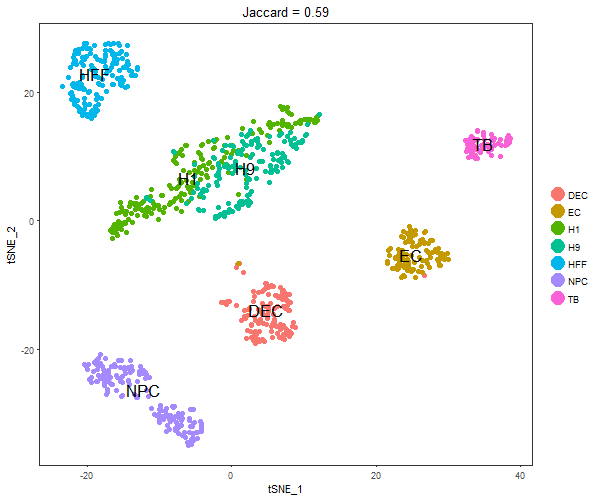 Jaccard = 0.59
HFF
TB
H9
H1
EC
DEC
NPC
20
0
-20
tSNE_2
-20
0
20
40
tSNE_1
DEC
EC
H1
H9
HFF
NPC
TB